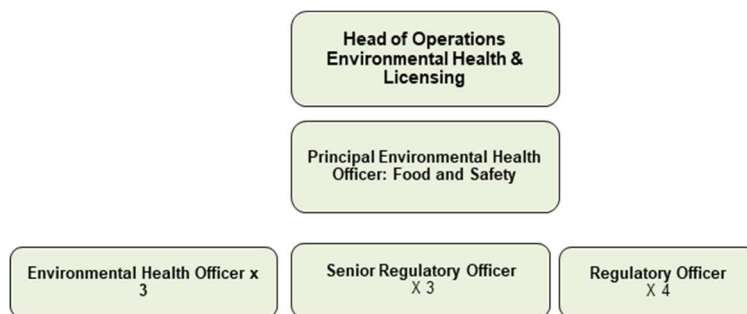 Head of Operations
Environmental Health &
Licensing
Principal Environmental Health
Officer: Food and Safety
Environmental Health Officer x
3
Senior Regulatory Officer
X 3
Regulatory Officer
X 4